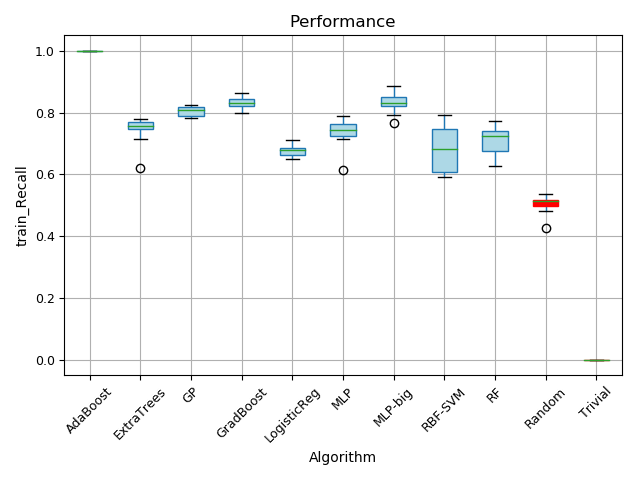 Performance
train_Recall
1.0
0.8
0.6
0.4
0.2
0.0
AdaBoost
ExtraTrees
GP
GradBoost
LogisticReg
MLP
MLP-big
RBF-SVM
RF
Random
Trivial
Algorithm